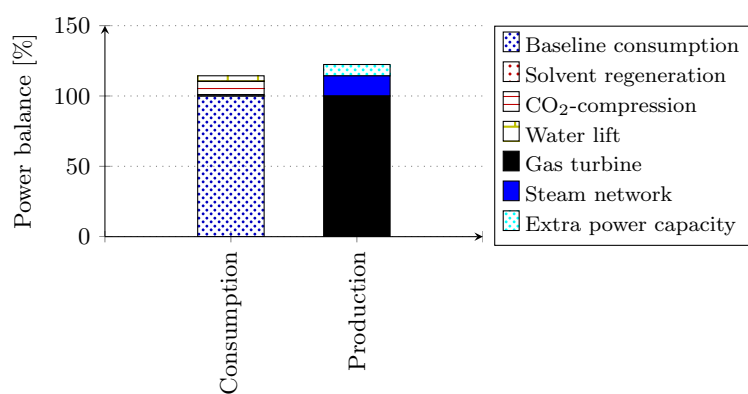 Power balance [%]
150
100
50
0
Consumption
Production
Baseline consumption
Solvent regeneration
CO₂-compression
Water lift
Gas turbine
Steam network
Extra power capacity